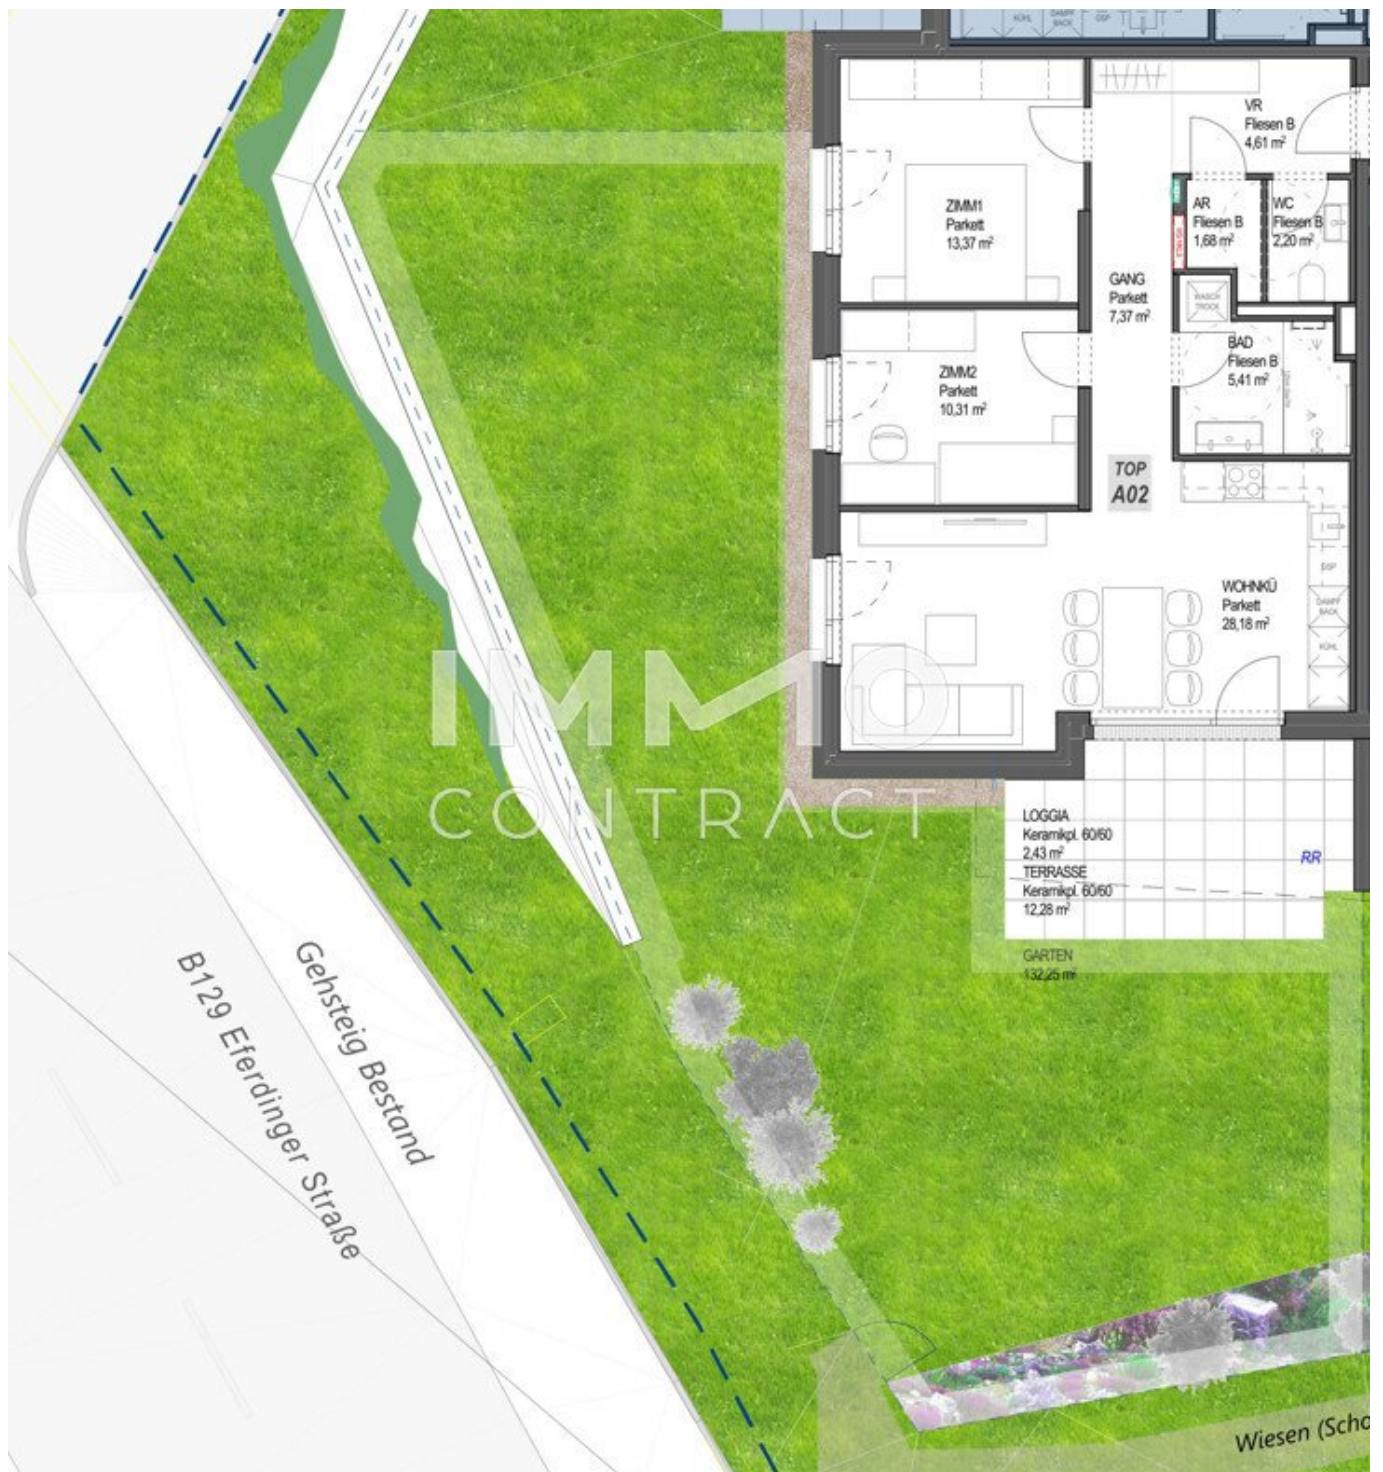 KÜHL
DAMPF
BACK
GSP
VR
Fliesen B
4,61 m²
ZIMM1
Parkett
13,37 m²
AR
Fliesen B
1,68 m²
WC
Fliesen B
2,20 m²
GANG
Parkett
7,37 m²
WASCH
TROCK
BAD
Fliesen B
5,41 m²
ZIMM2
Parkett
10,31 m²
TOP
A02
GSP
WOHNKÜ
Parkett
28,18 m²
DAMPF
BACK
KÜHL
IMMO
CONTRACT
LOGGIA
Keramikpl. 60/60
2,43 m²
TERRASSE
Keramikpl. 60/60
12,28 m²
RR
GARTEN
132,25 m²
Gehsteig Bestand
B129 Eferdinger Straße
Wiesen (Scho